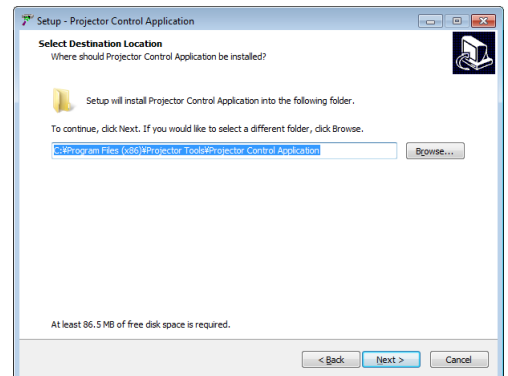 Setup - Projector Control Application
Select Destination Location
Where should Projector Control Application be installed?
Setup will install Projector Control Application into the following folder.
To continue, click Next. If you would like to select a different folder, click Browse.
C:¥Program Files (x86)¥Projector Tools¥Projector Control Application
Browse...
At least 86.5 MB of free disk space is required.
< Back Next > Cancel